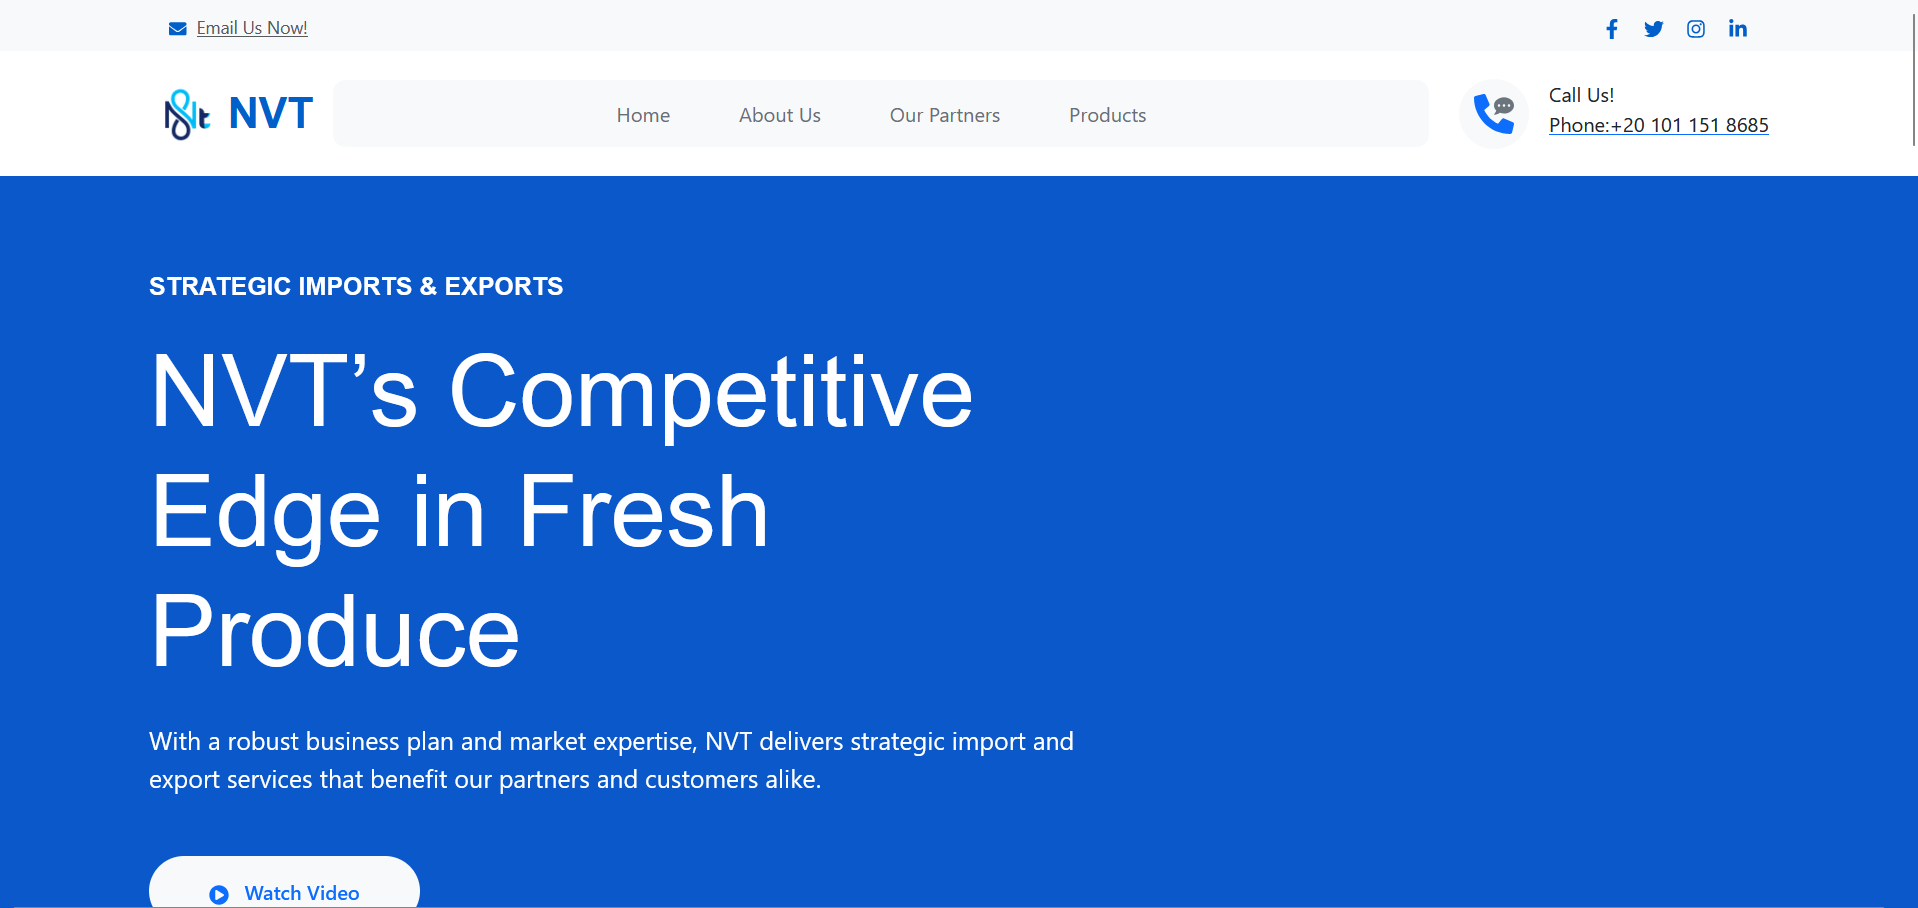 Email Us Now!
NVt NVT
Home About Us Our Partners Products
Call Us!
Phone:+20 101 151 8685
STRATEGIC IMPORTS & EXPORTS
NVT’s Competitive
Edge in Fresh
Produce
With a robust business plan and market expertise, NVT delivers strategic import and
export services that benefit our partners and customers alike.
Watch Video